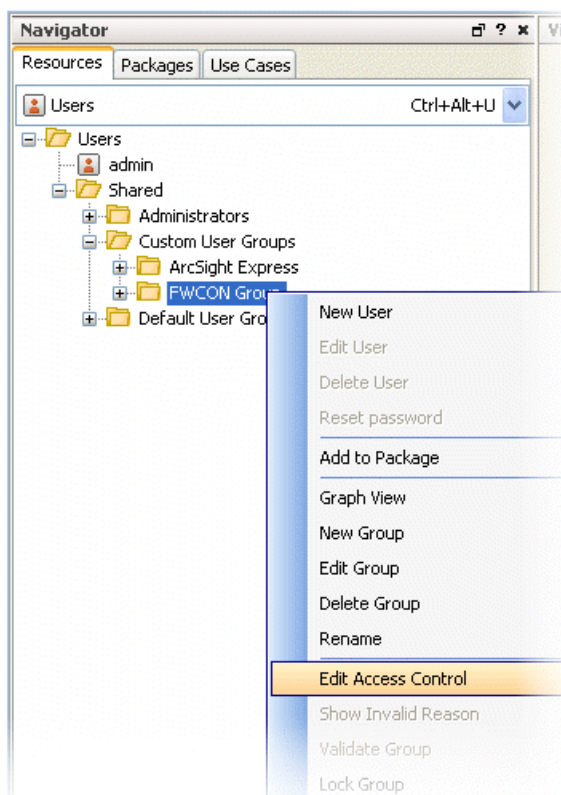 Navigator
Resources Packages Use Cases
Users Ctrl+Alt+U
Users
admin
Shared
Administrators
Custom User Groups
ArcSight Express
FWCON Grou
Default User Gro
New User
Edit User
Delete User
Reset password
Add to Package
Graph View
New Group
Edit Group
Delete Group
Rename
Edit Access Control
Show Invalid Reason
Validate Group
Lock Group